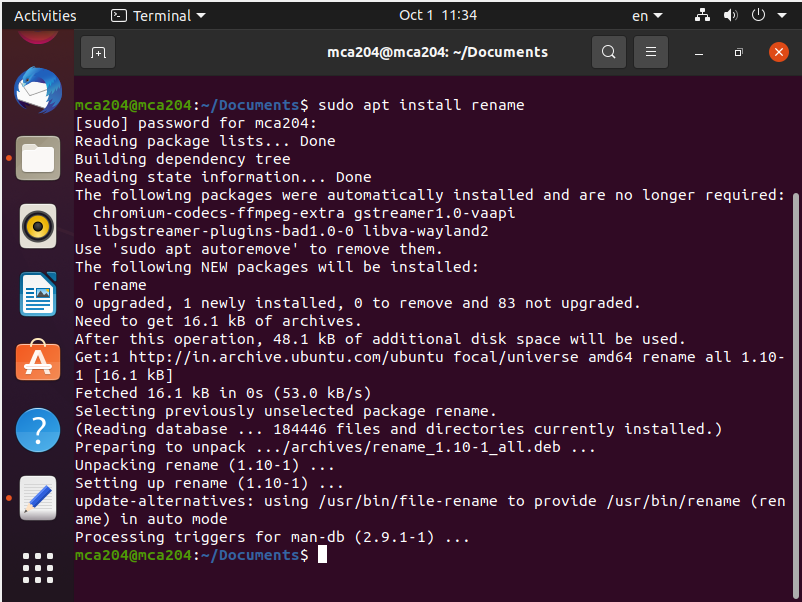 Activities
Terminal
Oct 1 11:34
en
mca204@mca204: ~/Documents
mca204@mca204:~/Documents$ sudo apt install rename
[sudo] password for mca204:
Reading package lists... Done
Building dependency tree
Reading state information... Done
The following packages were automatically installed and are no longer required:
  chromium-codecs-ffmpeg-extra gstreamer1.0-vaapi
  libgstreamer-plugins-bad1.0-0 libva-wayland2
Use 'sudo apt autoremove' to remove them.
The following NEW packages will be installed:
  rename
0 upgraded, 1 newly installed, 0 to remove and 83 not upgraded.
Need to get 16.1 kB of archives.
After this operation, 48.1 kB of additional disk space will be used.
Get:1 http://in.archive.ubuntu.com/ubuntu focal/universe amd64 rename all 1.10-
1 [16.1 kB]
Fetched 16.1 kB in 0s (53.0 kB/s)
Selecting previously unselected package rename.
(Reading database ... 184446 files and directories currently installed.)
Preparing to unpack .../archives/rename_1.10-1_all.deb ...
Unpacking rename (1.10-1) ...
Setting up rename (1.10-1) ...
update-alternatives: using /usr/bin/file-rename to provide /usr/bin/rename (ren
ame) in auto mode
Processing triggers for man-db (2.9.1-1) ...
mca204@mca204:~/Documents$